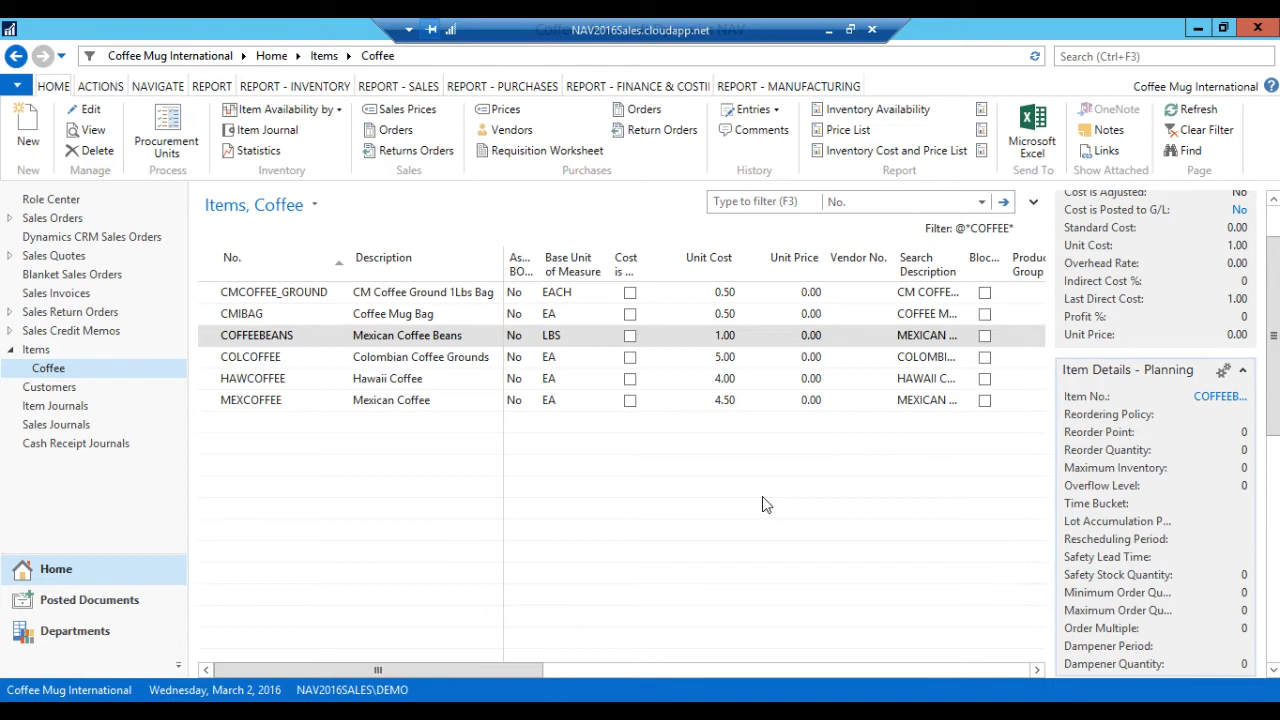 NAV2016Sales.cloudapp.net
Coffee Mug International Home Items Coffee
Search (Ctrl+F3)
HOME ACTIONS NAVIGATE REPORT REPORT - INVENTORY REPORT - SALES REPORT - PURCHASES REPORT - FINANCE & COSTII REPORT - MANUFACTURING
Coffee Mug International
New
New
Edit
View
Delete
Manage
Procurement
Units
Process
Item Availability by
Item Journal
Statistics
Inventory
Sales Prices
Orders
Returns Orders
Sales
Prices
Vendors
Requisition Worksheet
Orders
Return Orders
Purchases
Entries
Comments
History
Inventory Availability
Price List
Inventory Cost and Price List
Report
Microsoft
Excel
Send To
OneNote
Notes
Links
Show Attached
Refresh
Clear Filter
Find
Page
Role Center
Sales Orders
Dynamics CRM Sales Orders
Sales Quotes
Blanket Sales Orders
Sales Invoices
Sales Return Orders
Sales Credit Memos
Items
Coffee
Customers
Item Journals
Sales Journals
Cash Receipt Journals
Home
Posted Documents
Departments
Items, Coffee
Type to filter (F3) No.
Filter: @*COFFEE*
No. Description As... BO... Base Unit of Measure Cost is ... Unit Cost Unit Price Vendor No. Search Description Bloc... Produc Group
CMCOFFEE_GROUND CM Coffee Ground 1Lbs Bag No EACH 0.50 0.00 CM COFFE...
CMIBAG Coffee Mug Bag No EA 0.50 0.00 COFFEE M...
COFFEEBEANS Mexican Coffee Beans No LBS 1.00 0.00 MEXICAN ...
COLCOFFEE Colombian Coffee Grounds No EA 5.00 0.00 COLOMBI...
HAWCOFFEE Hawaii Coffee No EA 4.00 0.00 HAWAII C...
MEXCOFFEE Mexican Coffee No EA 4.50 0.00 MEXICAN ...
Cost is Adjusted: No
Cost is Posted to G/L: No
Standard Cost: 0.00
Unit Cost: 1.00
Overhead Rate: 0.00
Indirect Cost %: 0
Last Direct Cost: 1.00
Profit %: 0
Unit Price: 0.00
Item Details - Planning
Item No.: COFFEEB...
Reordering Policy:
Reorder Point: 0
Reorder Quantity: 0
Maximum Inventory: 0
Overflow Level: 0
Time Bucket:
Lot Accumulation P...
Rescheduling Period:
Safety Lead Time:
Safety Stock Quantity: 0
Minimum Order Qu... 0
Maximum Order Qu... 0
Order Multiple: 0
Dampener Period:
Dampener Quantity: 0
Coffee Mug International Wednesday, March 2, 2016 NAV2016SALES\DEMO